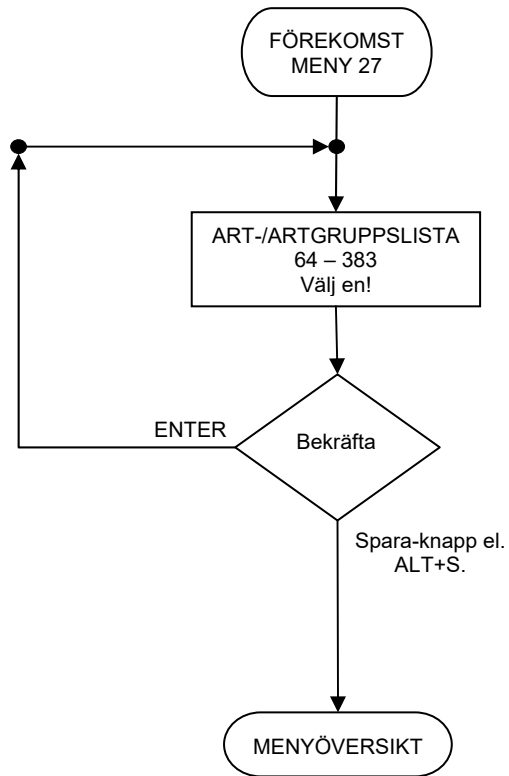 FÖREKOMST
MENY 27
ART-/ARTGRUPPSLISTA
64 – 383
Välj en!
ENTER
Bekräfta
Spara-knapp el.
ALT+S.
MENYÖVERSIKT